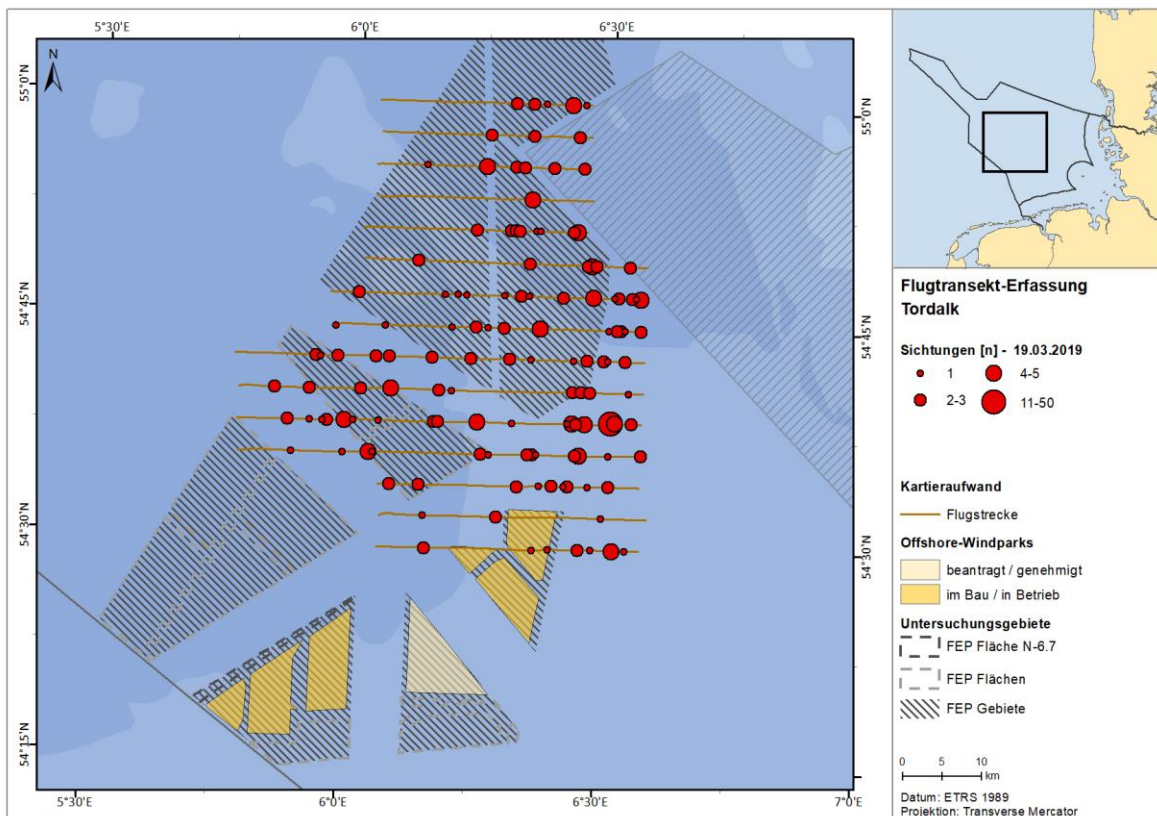 5°30'E
6°0'E
6°30'E
N
55°0'N
54°45'N
54°30'N
54°15'N
55°0'N
54°45'N
54°30'N
5°30'E
6°0'E
6°30'E
7°0'E
Flugtransekt-Erfassung
Tordalk
Sichtungen [n] - 19.03.2019
1
4-5
2-3
11-50
Kartieraufwand
Flugstrecke
Offshore-Windparks
beantragt / genehmigt
im Bau / in Betrieb
Untersuchungsgebiete
FEP Fläche N-6.7
FEP Flächen
FEP Gebiete
0 5 10
km
Datum: ETRS 1989
Projektion: Transverse Mercator